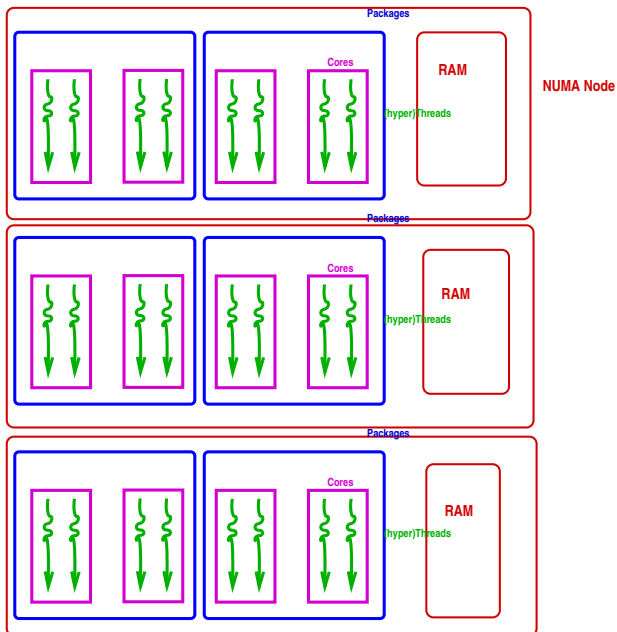 Packages
Cores
RAM
NUMA Node
(hyper)Threads
Packages
Cores
RAM
(hyper)Threads
Packages
Cores
RAM
(hyper)Threads